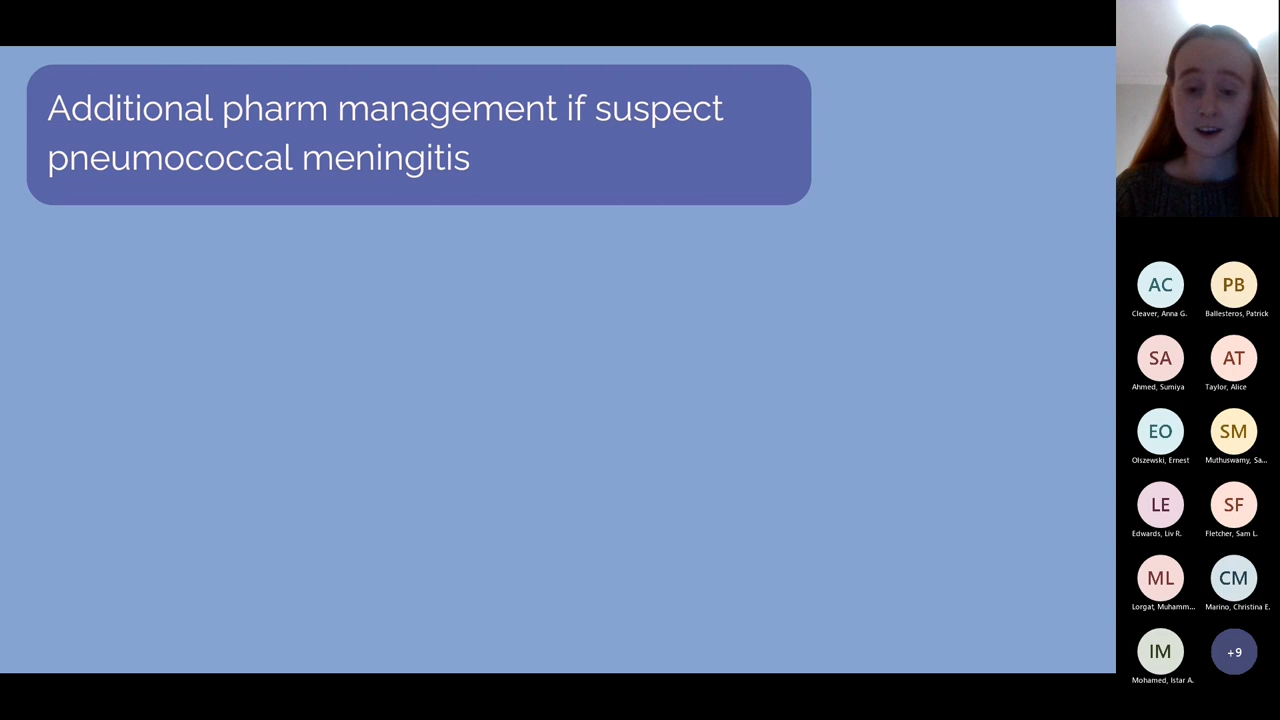 Additional pharm management if suspect
pneumococcal meningitis
AC
PB
Cleaver, Anna G.
Ballesteros, Patrick
SA
AT
Ahmed, Sumiya
Taylor, Alice
EO
SM
Olszewski, Ernest
Muthuswamy, Sa...
LE
SF
Edwards, Liv R.
Fletcher, Sam L.
ML
CM
Lorgat, Muhamm...
Marino, Christina E.
IM
+9
Mohamed, Istar A.